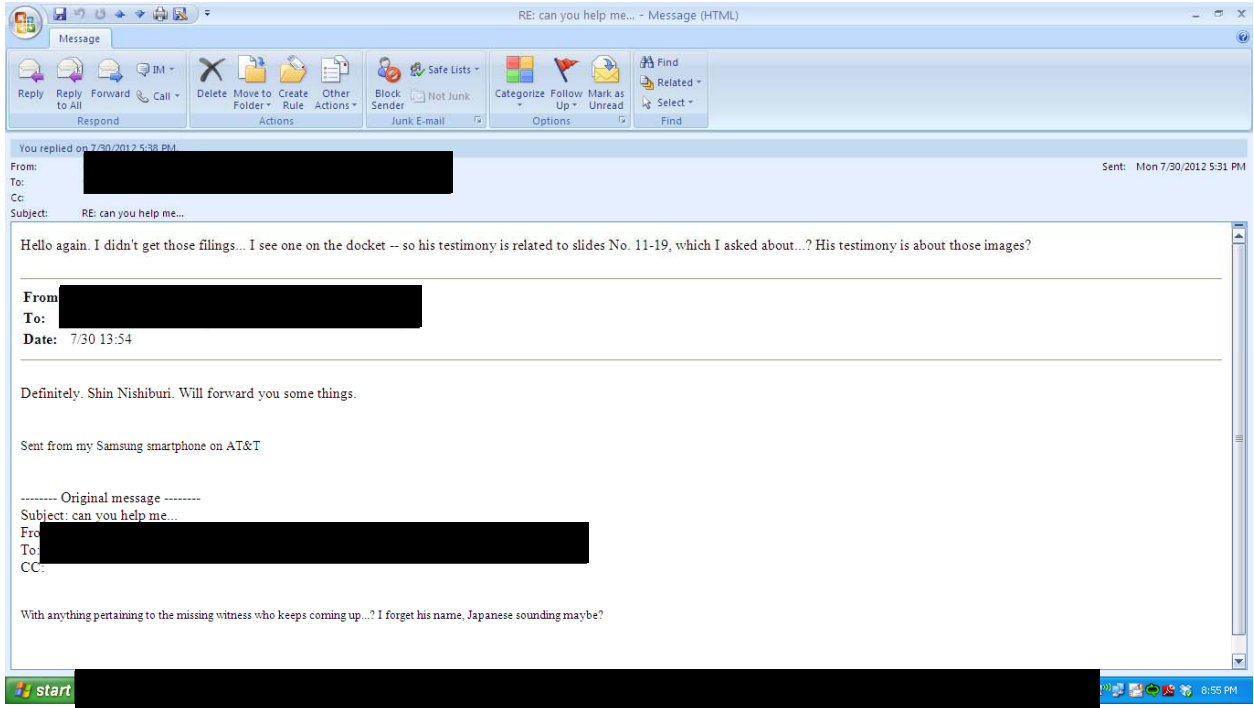 RE: can you help me... - Message (HTML)
Message
Reply
Reply to All
Forward
IM
Call
Respond
Delete
Move to Folder
Create Rule
Other Actions
Actions
Block Sender
Safe Lists
Not Junk
Junk E-mail
Categorize
Follow Up
Mark as Unread
Options
Find
Related
Select
Find
You replied on 7/30/2012 5:38 PM.
From:
Sent: Mon 7/30/2012 5:31 PM
To:
Cc:
Subject: RE: can you help me...
Hello again. I didn't get those filings... I see one on the docket -- so his testimony is related to slides No. 11-19, which I asked about...? His testimony is about those images?
From
To:
Date: 7/30 13:54
Definitely. Shin Nishiburi. Will forward you some things.
Sent from my Samsung smartphone on AT&T
-------- Original message --------
Subject: can you help me...
Fro
To:
CC:
With anything pertaining to the missing witness who keeps coming up...? I forget his name, Japanese sounding maybe?
start
8:55 PM